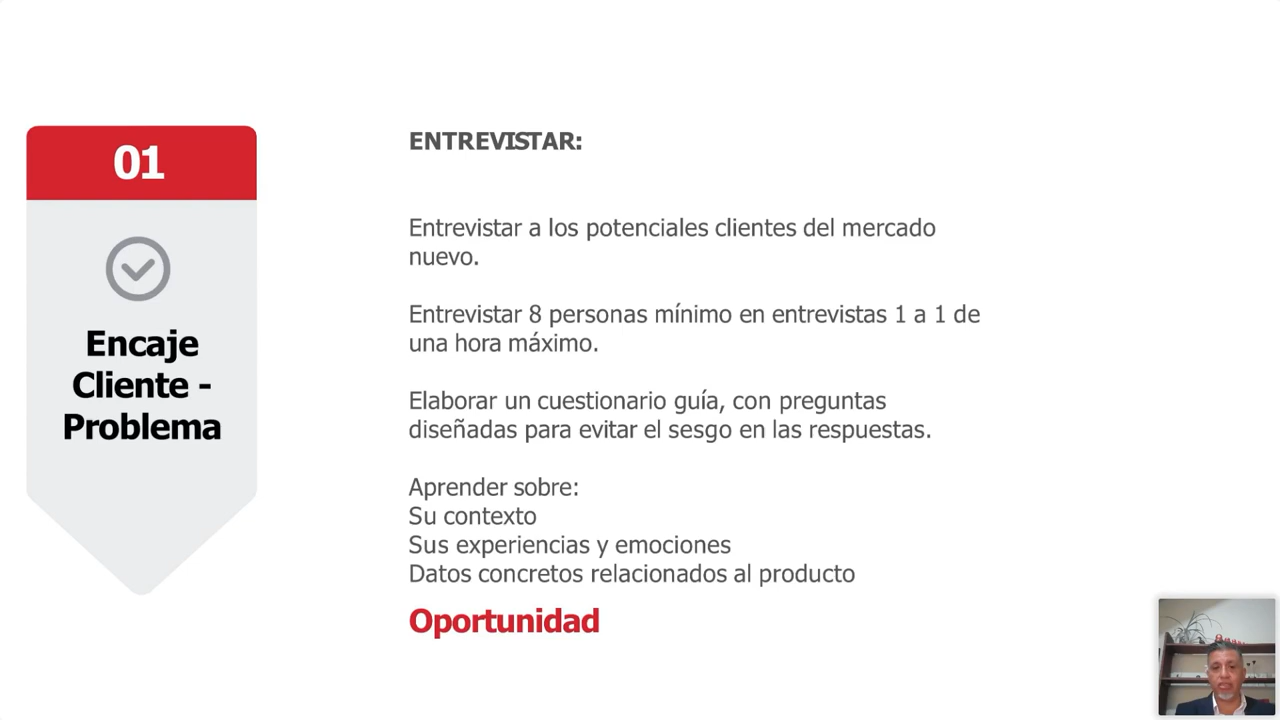 01
Encaje
Cliente -
Problema
ENTREVISTAR:
Entrevistar a los potenciales clientes del mercado
nuevo.
Entrevistar 8 personas mínimo en entrevistas 1 a 1 de
una hora máximo.
Elaborar un cuestionario guía, con preguntas
diseñadas para evitar el sesgo en las respuestas.
Aprender sobre:
Su contexto
Sus experiencias y emociones
Datos concretos relacionados al producto
Oportunidad